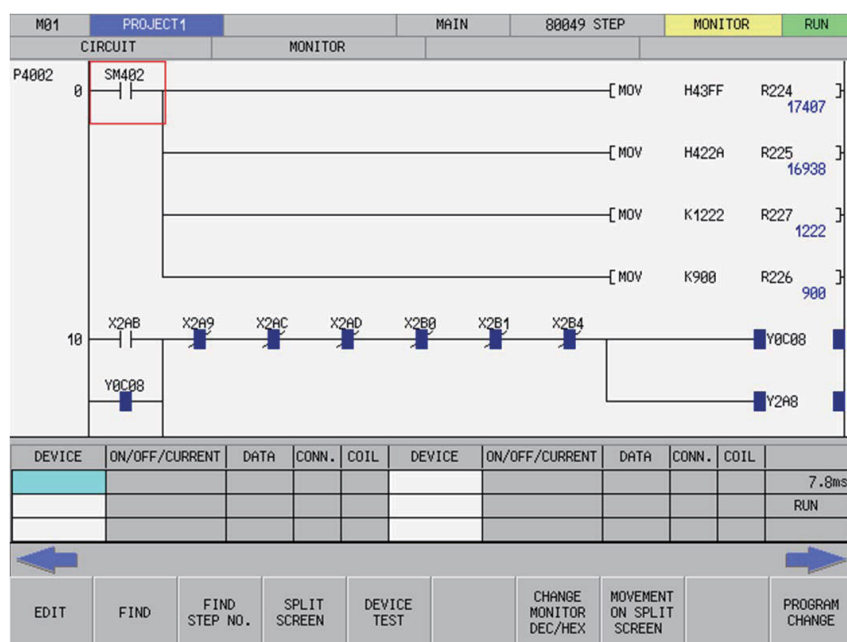 M01 PROJECT1 MAIN 80049 STEP MONITOR RUN
CIRCUIT MONITOR
P4002 SM402
0 MOV H43FF R224
17407
MOV H422A R225
16938
MOV K1222 R227
1222
MOV K900 R226
900
X2AB X2A9 X2AC X2AD X2B0 X2B1 X2B4
10 Y0C08
Y0C08
Y2A8
DEVICE ON/OFF/CURRENT DATA CONN. COIL DEVICE ON/OFF/CURRENT DATA CONN. COIL
7.8ms
RUN
EDIT
FIND
FIND
STEP NO.
SPLIT
SCREEN
DEVICE
TEST
CHANGE
MONITOR
DEC/HEX
MOVEMENT
ON SPLIT
SCREEN
PROGRAM
CHANGE